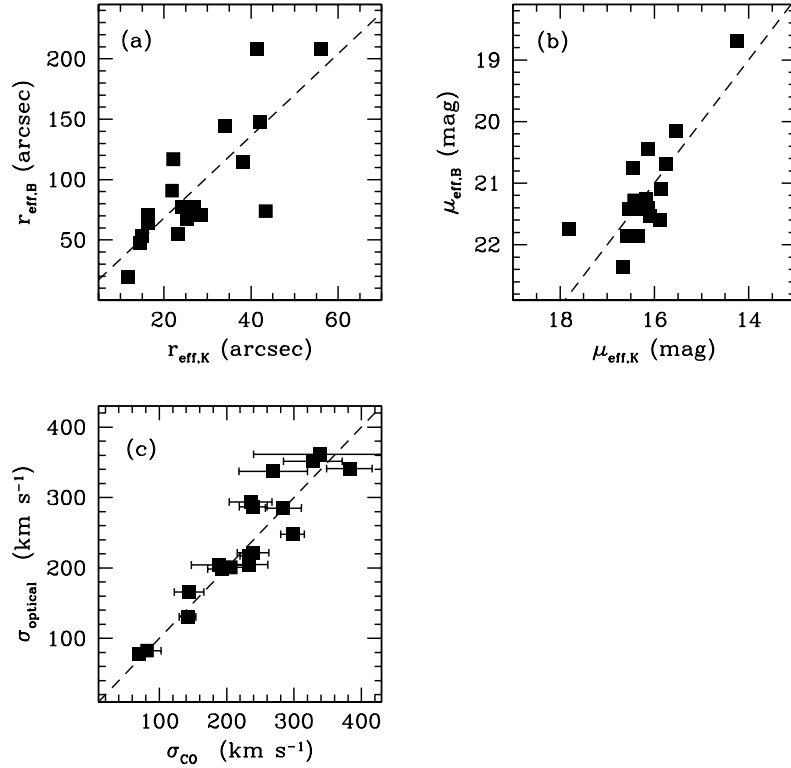 (a)
200
150
100
50
r_eff,B (arcsec)
20 40 60
r_eff,K (arcsec)
(b)
19
20
21
22
μ_eff,B (mag)
18 16 14
μ_eff,K (mag)
(c)
400
300
200
100
σ_optical (km s⁻¹)
100 200 300 400
σ_CO (km s⁻¹)